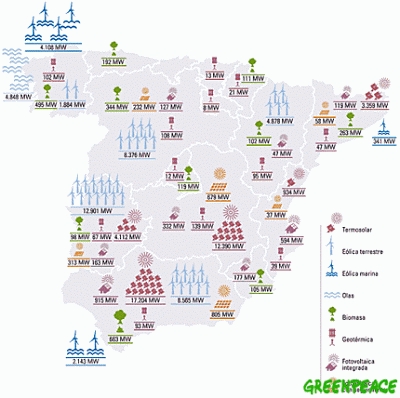 4.108 MW
192 MW
13 MW
111 MW
102 MW
8 MW
21 MW
4.848 MW
495 MW
1.884 MW
344 MW
232 MW
127 MW
4.878 MW
58 MW
119 MW
3.359 MW
263 MW
341 MW
108 MW
102 MW
47 MW
47 MW
8.376 MW
12 MW
119 MW
95 MW
934 MW
679 MW
12.901 MW
37 MW
98 MW
67 MW
4.112 MW
332 MW
139 MW
12.390 MW
594 MW
313 MW
163 MW
39 MW
177 MW
105 MW
915 MW
17.204 MW
8.565 MW
805 MW
93 MW
603 MW
2.143 MW
Termosolar
Eólica terrestre
Eólica marina
Olas
Biomasa
Geotérmica
Fotovoltaica
integrada
GREENPEACE